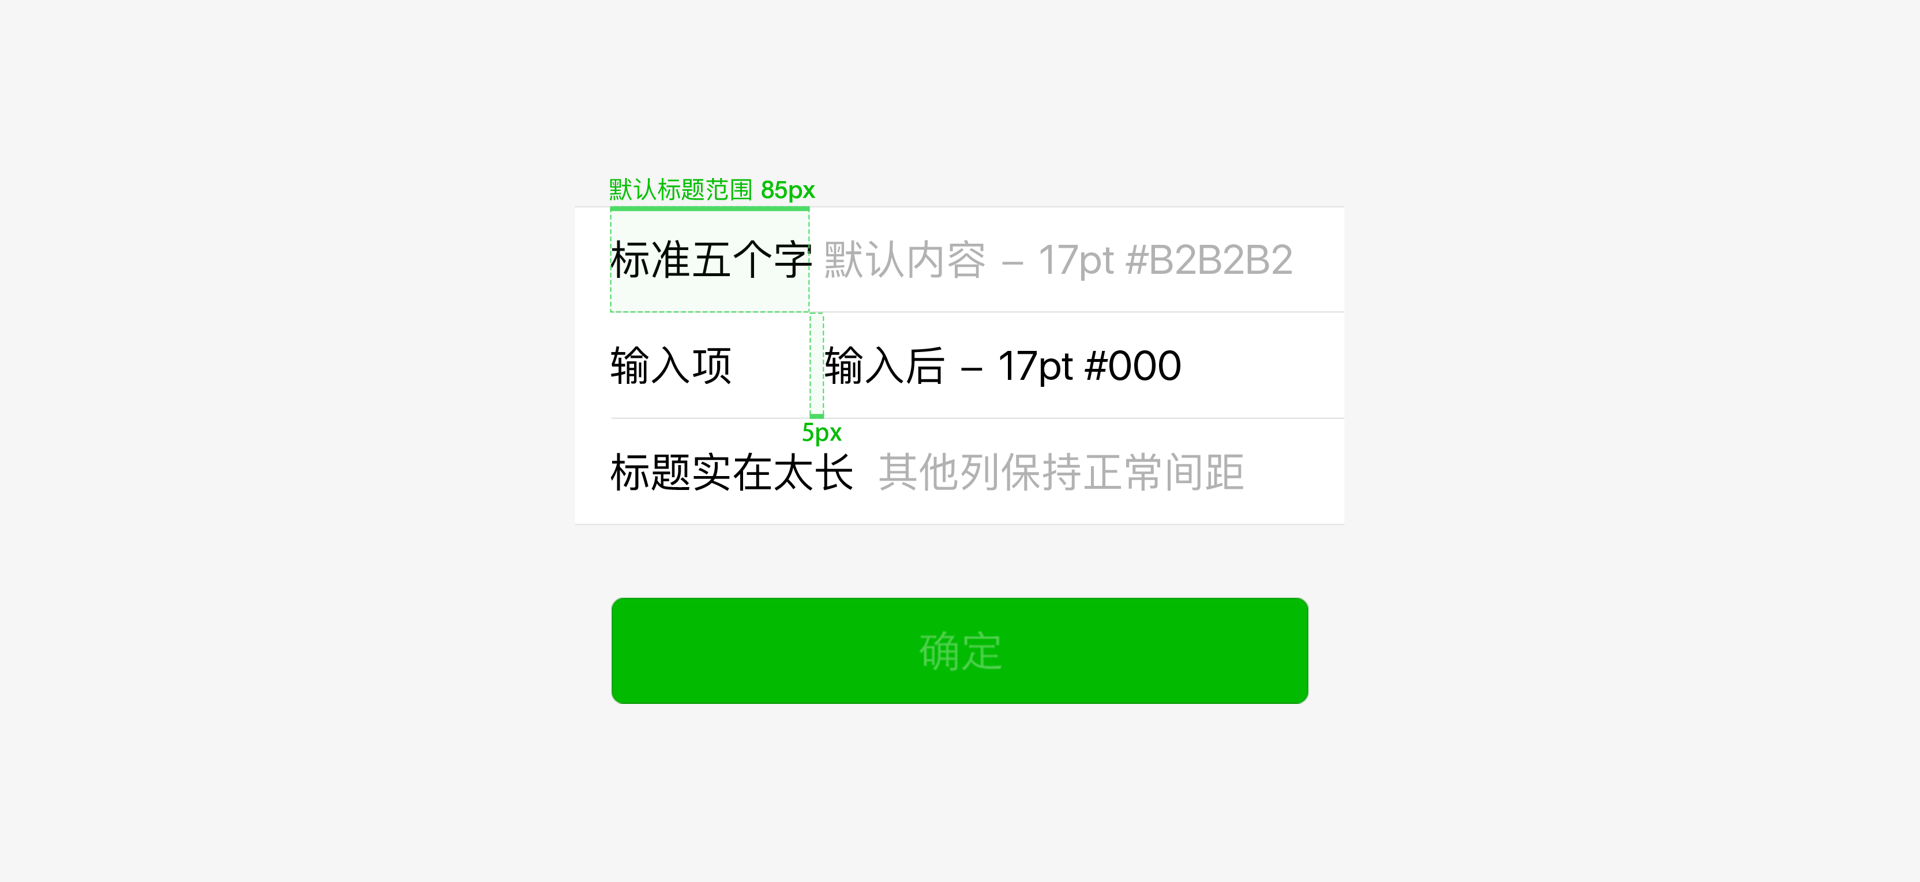 默认标题范围 85px
标准五个字 默认内容 – 17pt #B2B2B2
输入项 输入后 – 17pt #000
5px
标题实在太长 其他列保持正常间距
确定